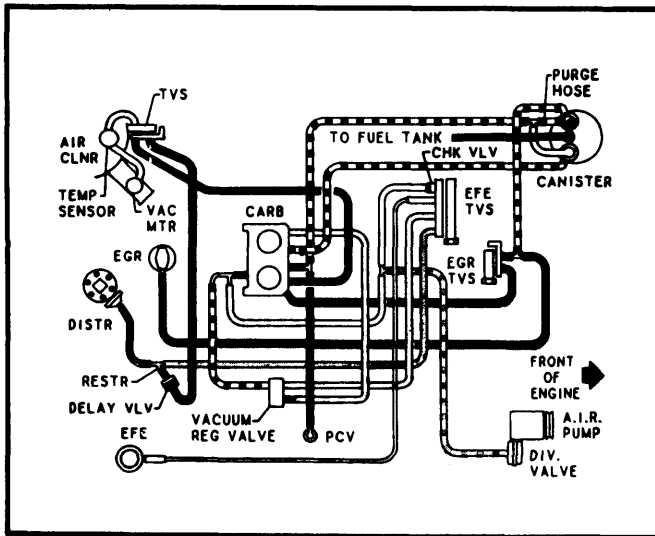 TVS
PURGE
HOSE
AIR
CLNR
TO FUEL TANK
CHK VLV
TEMP
SENSOR
VAC
MTR
CARB
EFE
TVS
CANISTER
EGR
EGR
TVS
DISTR
RESTR
DELAY VLV
FRONT
OF
ENGINE
EFE
VACUUM
REG VALVE
PCV
A.I.R.
PUMP
DIV.
VALVE